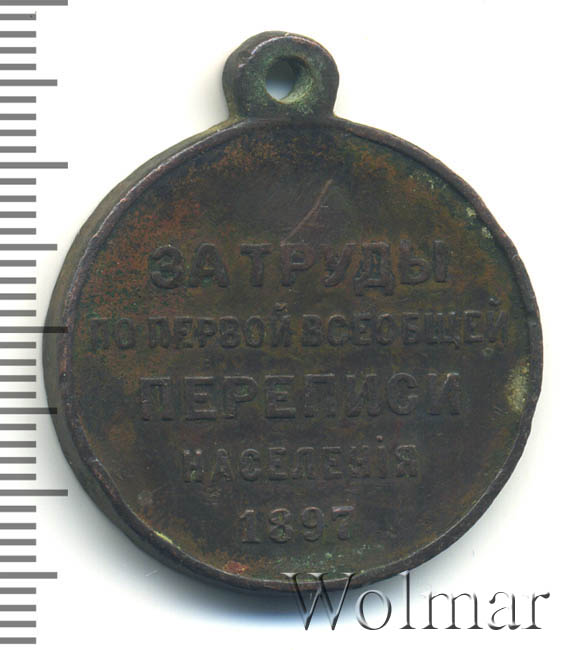 ЗА ТРУДЫ
ПО ПЕРВОЙ ВСЕОБЩЕЙ
ПЕРЕПИСИ
НАСЕЛЕНІЯ
1897
Wolmar